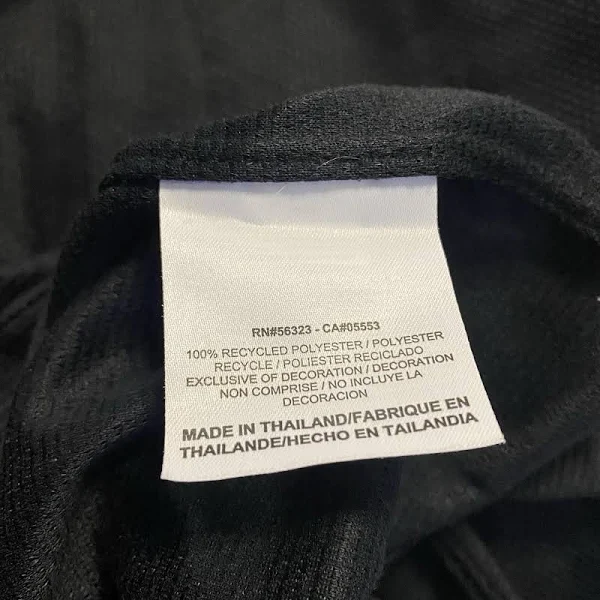 RN#56323 - CA#05553
100% RECYCLED POLYESTER / POLYESTER
RECYCLE / POLIESTER RECICLADO
EXCLUSIVE OF DECORATION / DECORATION
NON COMPRISE / NO INCLUYE LA
DECORACION
MADE IN THAILAND/FABRIQUE EN
THAILANDE/HECHO EN TAILANDIA